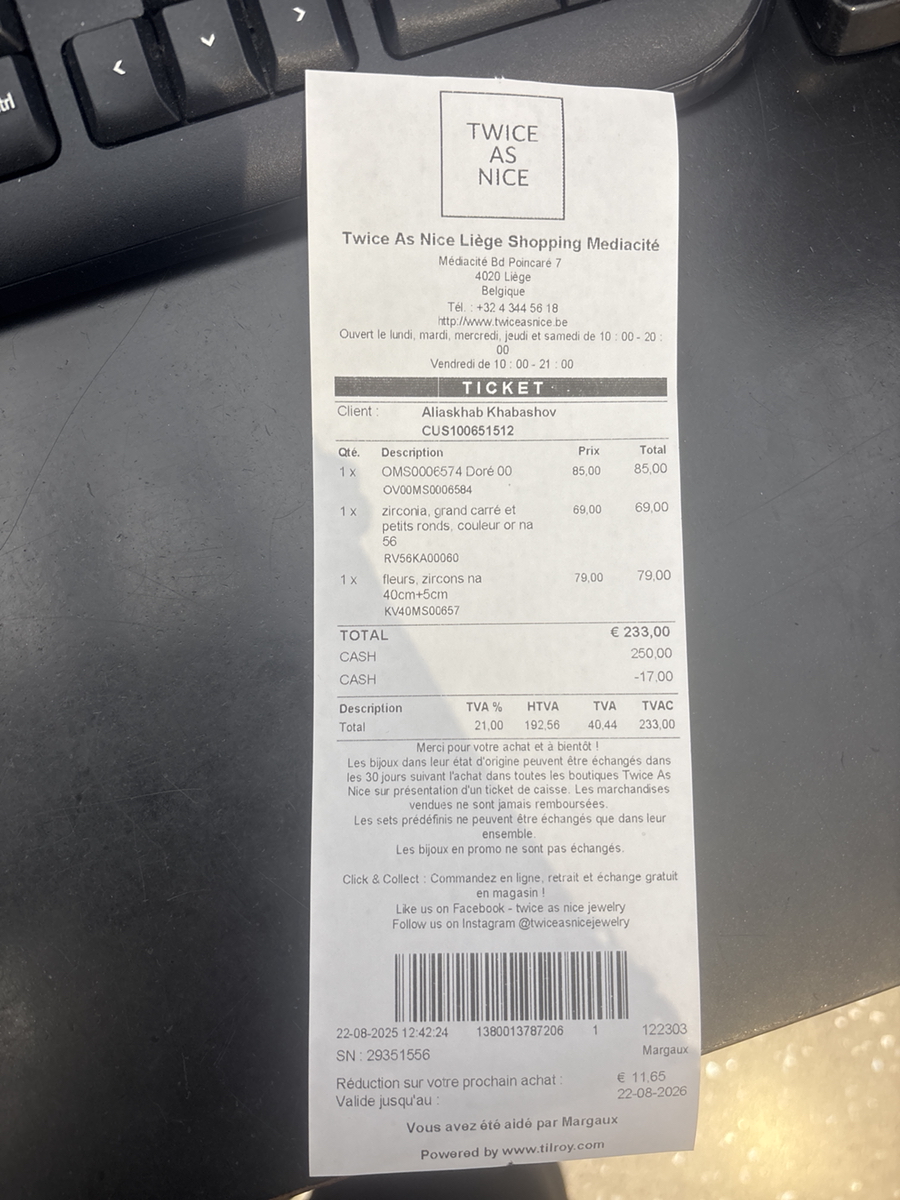 ‹
⌄
›
trl
TWICE
AS
NICE
Twice As Nice Liège Shopping Mediacité
Médiacité Bd Poincaré 7
4020 Liège
Belgique
Tél. : +32 4 344 56 18
http://www.twiceasnice.be
Ouvert le lundi, mardi, mercredi, jeudi et samedi de 10 : 00 - 20 :
00
Vendredi de 10 : 00 - 21 : 00
TICKET
Client : Aliaskhab Khabashov
CUS100651512
Qté. Description Prix Total
1 x OMS0006574 Doré 00 85,00 85,00
OV00MS0006584
1 x zirconia, grand carré et 69,00 69,00
petits ronds, couleur or na
56
RV56KA00060
1 x fleurs, zircons na 79,00 79,00
40cm+5cm
KV40MS00657
TOTAL € 233,00
CASH 250,00
CASH -17,00
Description TVA % HTVA TVA TVAC
Total 21,00 192,56 40,44 233,00
Merci pour votre achat et à bientôt !
Les bijoux dans leur état d'origine peuvent être échangés dans
les 30 jours suivant l'achat dans toutes les boutiques Twice As
Nice sur présentation d'un ticket de caisse. Les marchandises
vendues ne sont jamais remboursées.
Les sets prédéfinis ne peuvent être échangés que dans leur
ensemble.
Les bijoux en promo ne sont pas échangés.
Click & Collect : Commandez en ligne, retrait et échange gratuit
en magasin !
Like us on Facebook - twice as nice jewelry
Follow us on Instagram @twiceasnicejewelry
22-08-2025 12:42:24 1380013787206 1 122303
SN : 29351556 Margaux
Réduction sur votre prochain achat : € 11,65
Valide jusqu'au : 22-08-2026
Vous avez été aidé par Margaux
Powered by www.tilroy.com